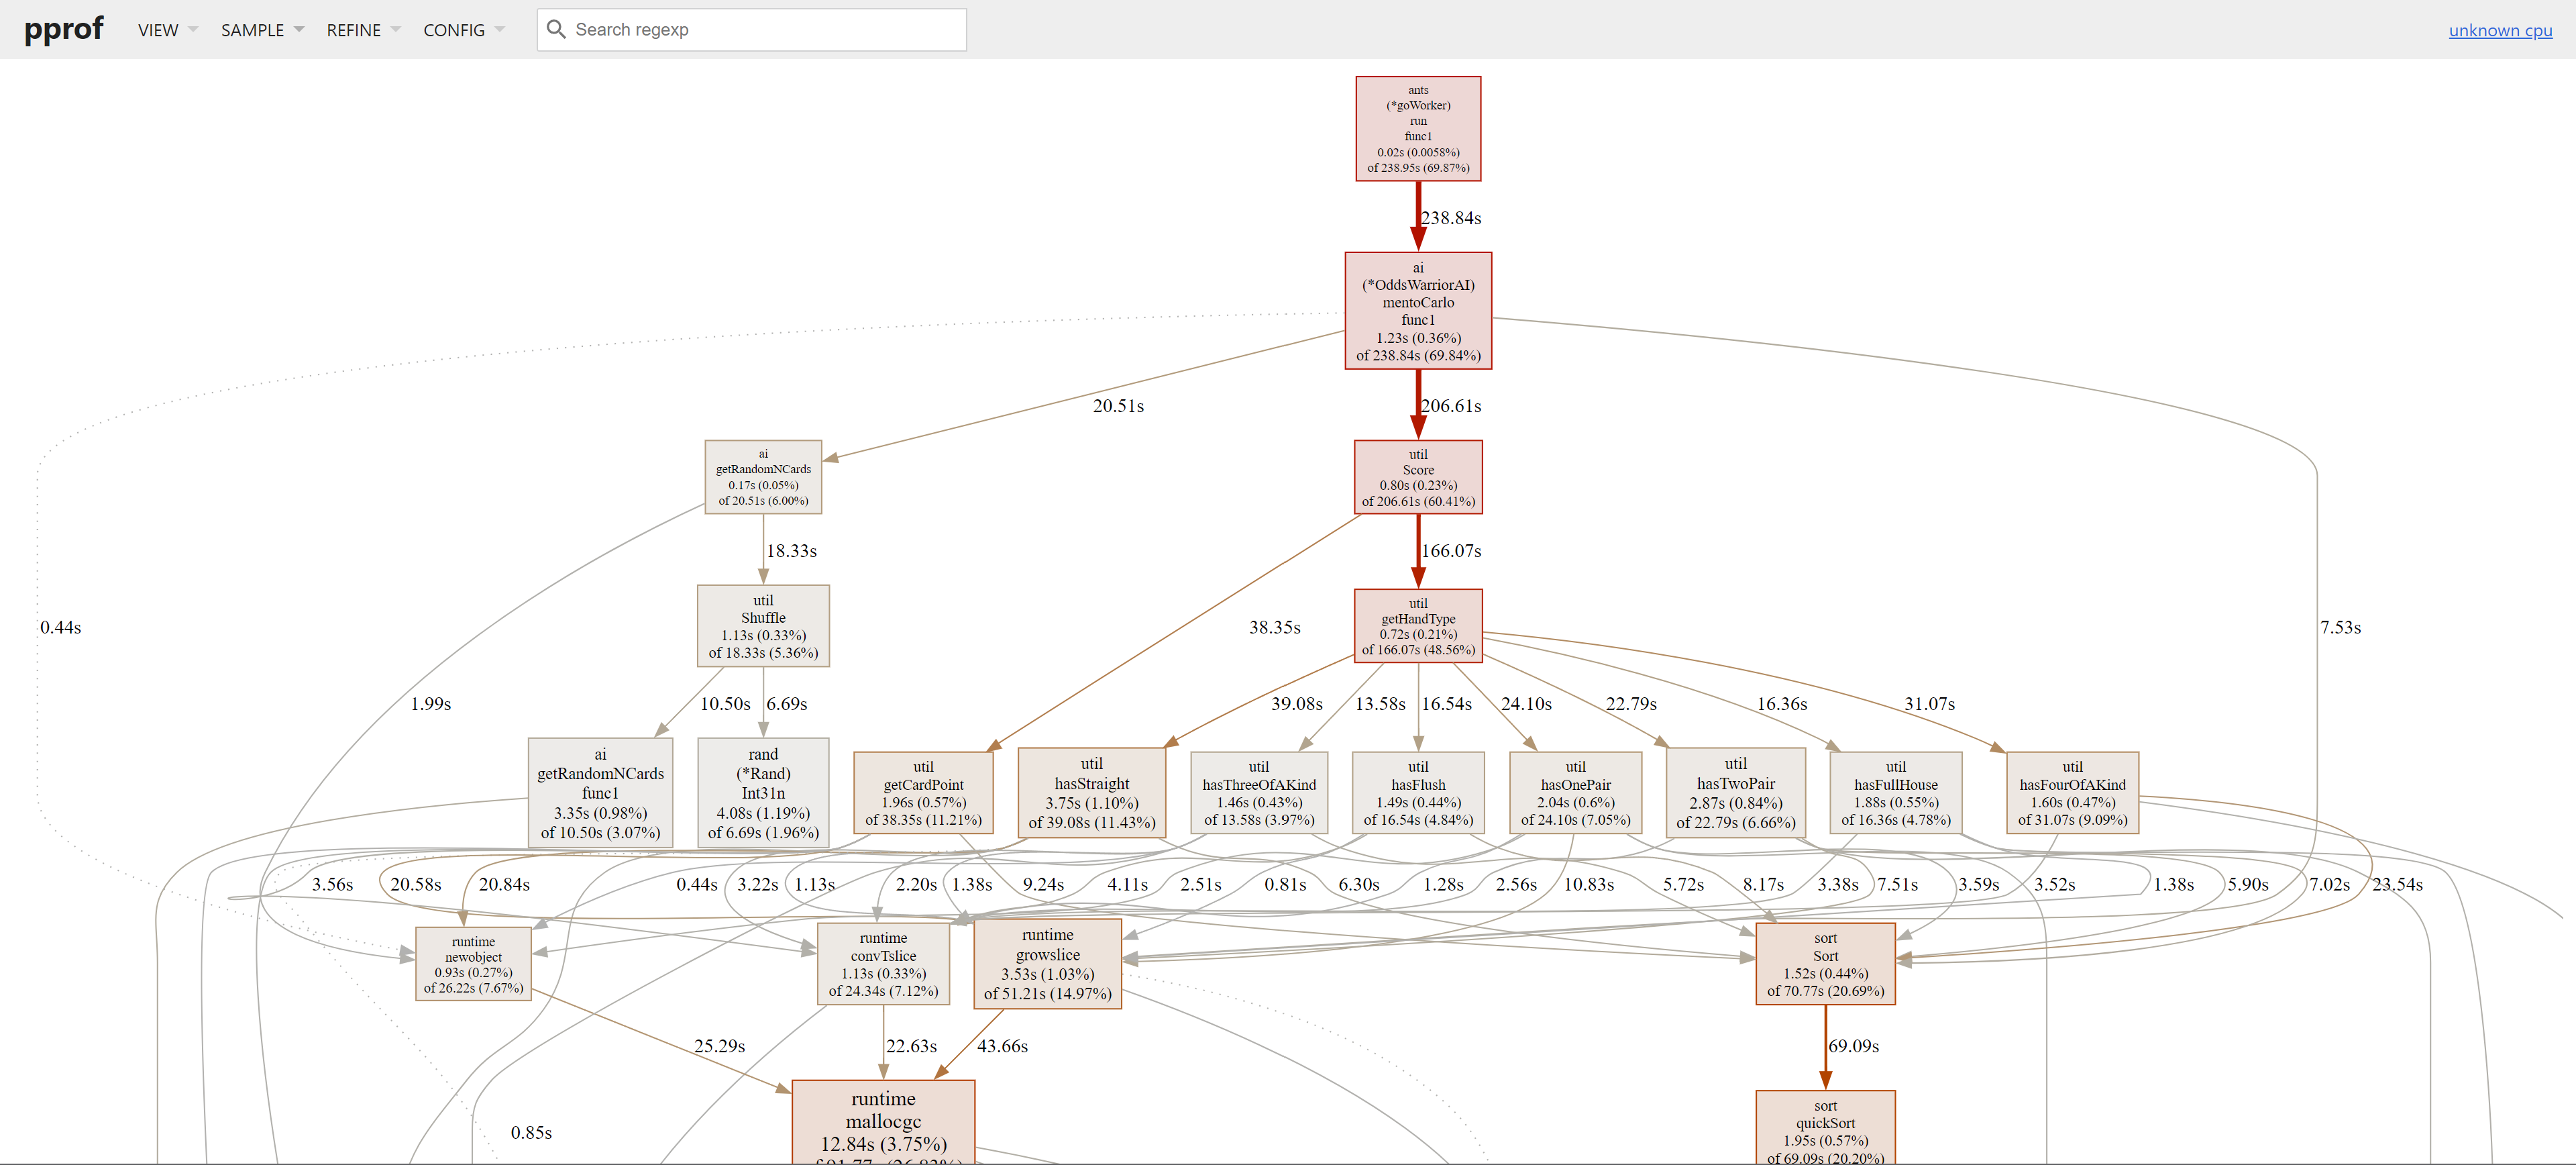 pprof
VIEW
SAMPLE
REFINE
CONFIG
Search regexp
unknown cpu
ants
(*goWorker)
run
func1
0.02s (0.0058%)
of 238.95s (69.87%)
238.84s
ai
(*OddsWarriorAI)
mentoCarlo
func1
1.23s (0.36%)
of 238.84s (69.84%)
20.51s
206.61s
ai
getRandomNCards
0.17s (0.05%)
of 20.51s (6.00%)
util
Score
0.80s (0.23%)
of 206.61s (60.41%)
18.33s
166.07s
util
Shuffle
1.13s (0.33%)
of 18.33s (5.36%)
util
getHandType
0.72s (0.21%)
of 166.07s (48.56%)
0.44s
38.35s
7.53s
1.99s
10.50s
6.69s
39.08s
13.58s
16.54s
24.10s
22.79s
16.36s
31.07s
ai
getRandomNCards
func1
3.35s (0.98%)
of 10.50s (3.07%)
rand
(*Rand)
Int31n
4.08s (1.19%)
of 6.69s (1.96%)
util
getCardPoint
1.96s (0.57%)
of 38.35s (11.21%)
util
hasStraight
3.75s (1.10%)
of 39.08s (11.43%)
util
hasThreeOfAKind
1.46s (0.43%)
of 13.58s (3.97%)
util
hasFlush
1.49s (0.44%)
of 16.54s (4.84%)
util
hasOnePair
2.04s (0.6%)
of 24.10s (7.05%)
util
hasTwoPair
2.87s (0.84%)
of 22.79s (6.66%)
util
hasFullHouse
1.88s (0.55%)
of 16.36s (4.78%)
util
hasFourOfAKind
1.60s (0.47%)
of 31.07s (9.09%)
3.56s
20.58s
20.84s
0.44s
3.22s
1.13s
2.20s
1.38s
9.24s
4.11s
2.51s
0.81s
6.30s
1.28s
2.56s
10.83s
5.72s
8.17s
3.38s
7.51s
3.59s
3.52s
1.38s
5.90s
7.02s
23.54s
runtime
newobject
0.93s (0.27%)
of 26.22s (7.67%)
runtime
convTslice
1.13s (0.33%)
of 24.34s (7.12%)
runtime
growslice
3.53s (1.03%)
of 51.21s (14.97%)
sort
Sort
1.52s (0.44%)
of 70.77s (20.69%)
25.29s
22.63s
43.66s
69.09s
runtime
mallocgc
12.84s (3.75%)
sort
quickSort
1.95s (0.57%)
of 69.09s (20.20%)
0.85s